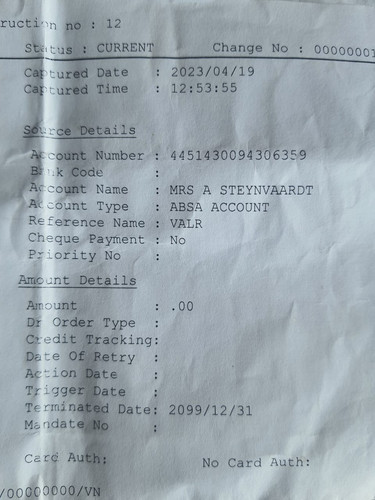 ruction no : 12
Status : CURRENT Change No : 00000001
Captured Date : 2023/04/19
Captured Time : 12:53:55
Source Details
Account Number : 4451430094306359
Bank Code :
Account Name : MRS A STEYNVAARDT
Account Type : ABSA ACCOUNT
Reference Name : VALR
Cheque Payment : No
Priority No :
Amount Details
Amount : .00
Dr Order Type :
Credit Tracking:
Date Of Retry :
Action Date :
Trigger Date :
Terminated Date: 2099/12/31
Mandate No :
Card Auth: No Card Auth:
/00000000/VN